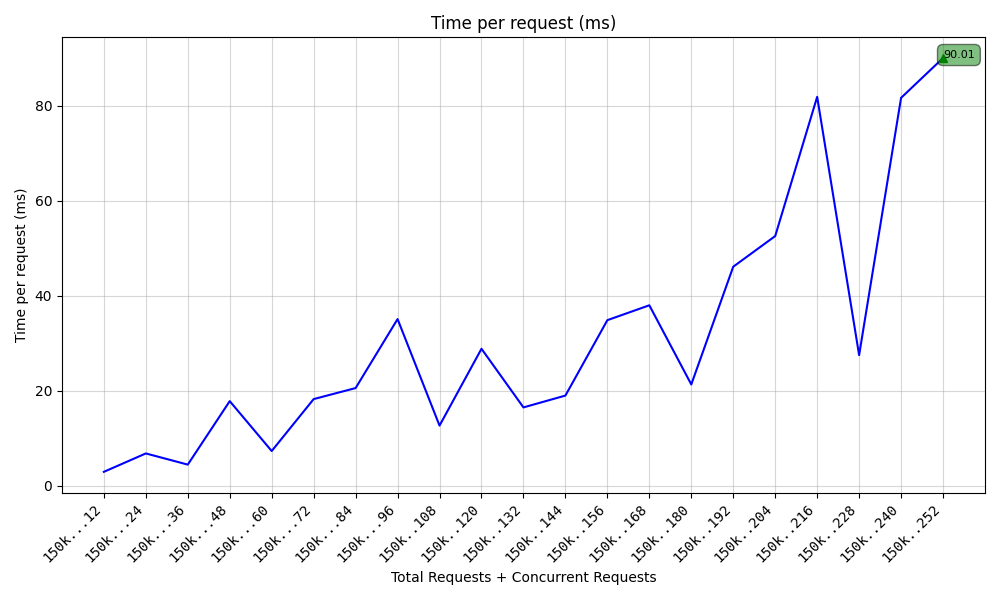 Time per request (ms)
90.01
Time per request (ms)
80
60
40
20
0
150k...12
150k...24
150k...36
150k...48
150k...60
150k...72
150k...84
150k...96
150k..108
150k..120
150k..132
150k..144
150k..156
150k..168
150k..180
150k..192
150k..204
150k..216
150k..228
150k..240
150k..252
Total Requests + Concurrent Requests